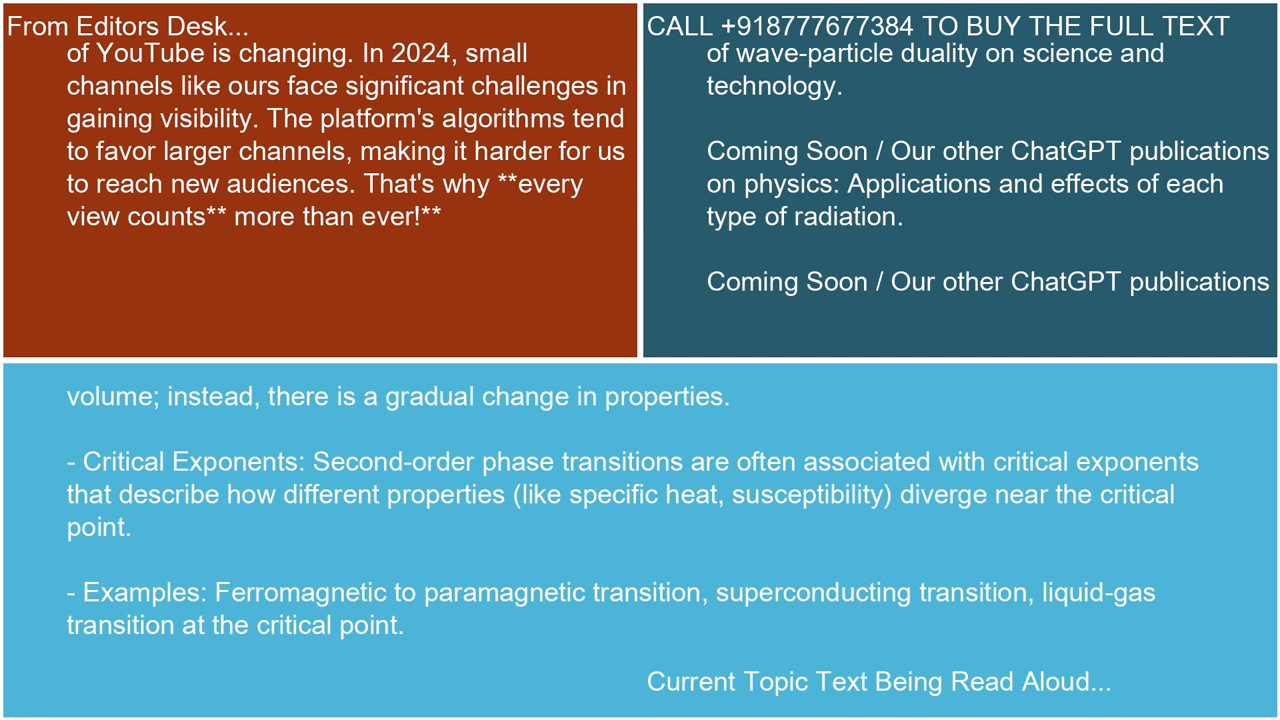 From Editors Desk...
of YouTube is changing. In 2024, small
channels like ours face significant challenges in
gaining visibility. The platform's algorithms tend
to favor larger channels, making it harder for us
to reach new audiences. That's why **every
view counts** more than ever!**
CALL +918777677384 TO BUY THE FULL TEXT
of wave-particle duality on science and
technology.
Coming Soon / Our other ChatGPT publications
on physics: Applications and effects of each
type of radiation.
Coming Soon / Our other ChatGPT publications
volume; instead, there is a gradual change in properties.
- Critical Exponents: Second-order phase transitions are often associated with critical exponents
that describe how different properties (like specific heat, susceptibility) diverge near the critical
point.
- Examples: Ferromagnetic to paramagnetic transition, superconducting transition, liquid-gas
transition at the critical point.
Current Topic Text Being Read Aloud...